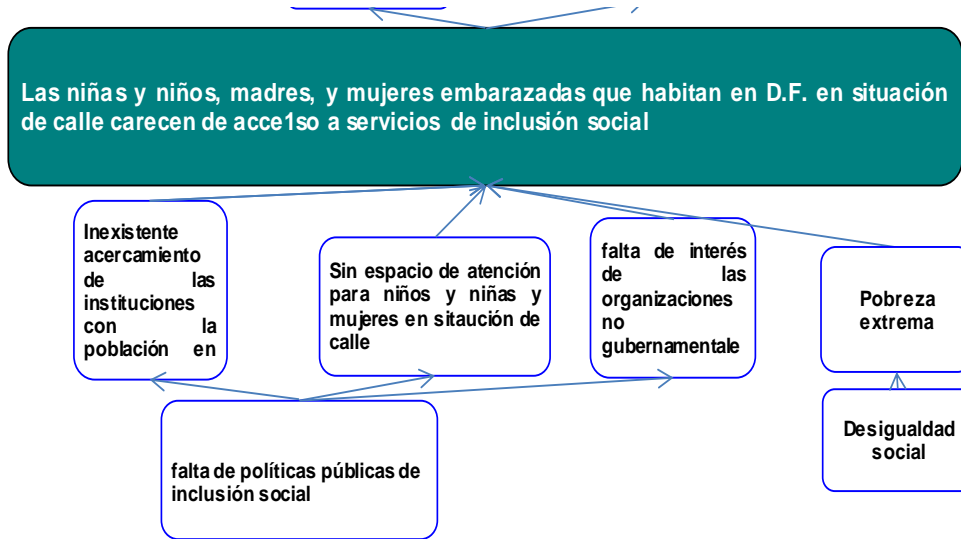 Las niñas y niños, madres, y mujeres embarazadas que habitan en D.F. en situación
de calle carecen de acce1so a servicios de inclusión social
Inexistente
acercamiento
de las
instituciones
con la
población en
Sin espacio de atención
para niños y niñas y
mujeres en sitaución de
calle
falta de interés
de las
organizaciones
no
gubernamentale
Pobreza
extrema
falta de políticas públicas de
inclusión social
Desigualdad
social